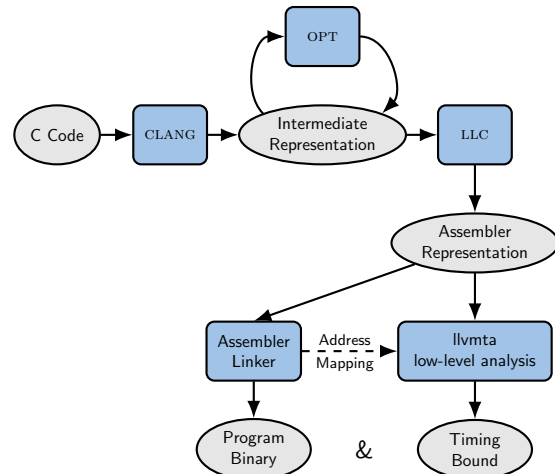 OPT
C Code
CLANG
Intermediate
Representation
LLC
Assembler
Representation
Assembler
Linker
Address
Mapping
llvmta
low-level analysis
Program
Binary
&
Timing
Bound